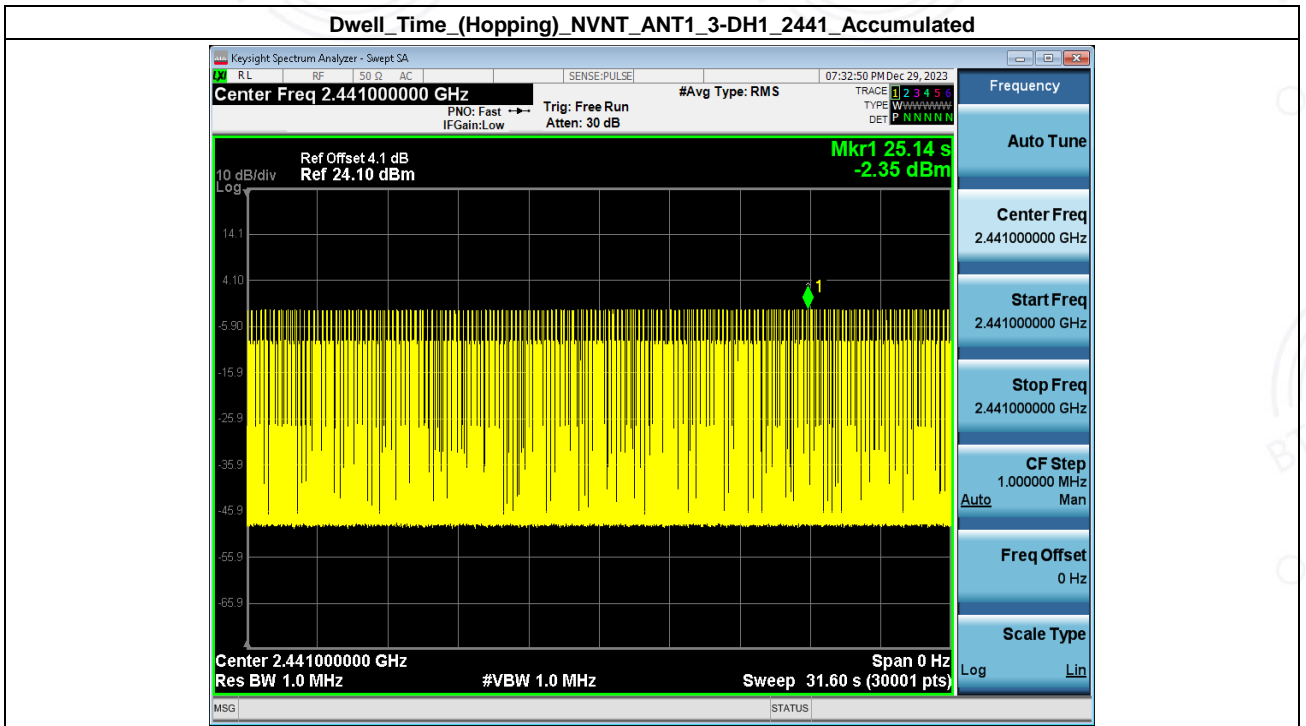 Dwell_Time_(Hopping)_NVNT_ANT1_3-DH1_2441_Accumulated
Keysight Spectrum Analyzer - Swept SA
LXI RL RF 50 Ω AC SENSE:PULSE 07:32:50 PM Dec 29, 2023
Center Freq 2.441000000 GHz #Avg Type: RMS TRACE 1 2 3 4 5 6
PNO: Fast Trig: Free Run TYPE WWWWWW
IFGain:Low Atten: 30 dB DET P N N N N N
Frequency
Auto Tune
Center Freq
2.441000000 GHz
Start Freq
2.441000000 GHz
Stop Freq
2.441000000 GHz
CF Step
1.000000 MHz
Auto Man
Freq Offset
0 Hz
Scale Type
Log Lin
Mkr1 25.14 s
-2.35 dBm
Ref Offset 4.1 dB
10 dB/div Ref 24.10 dBm
Log
14.1
4.10
1
-5.90
-15.9
-25.9
-35.9
-45.9
-55.9
-65.9
Center 2.441000000 GHz Span 0 Hz
Res BW 1.0 MHz #VBW 1.0 MHz Sweep 31.60 s (30001 pts)
MSG STATUS